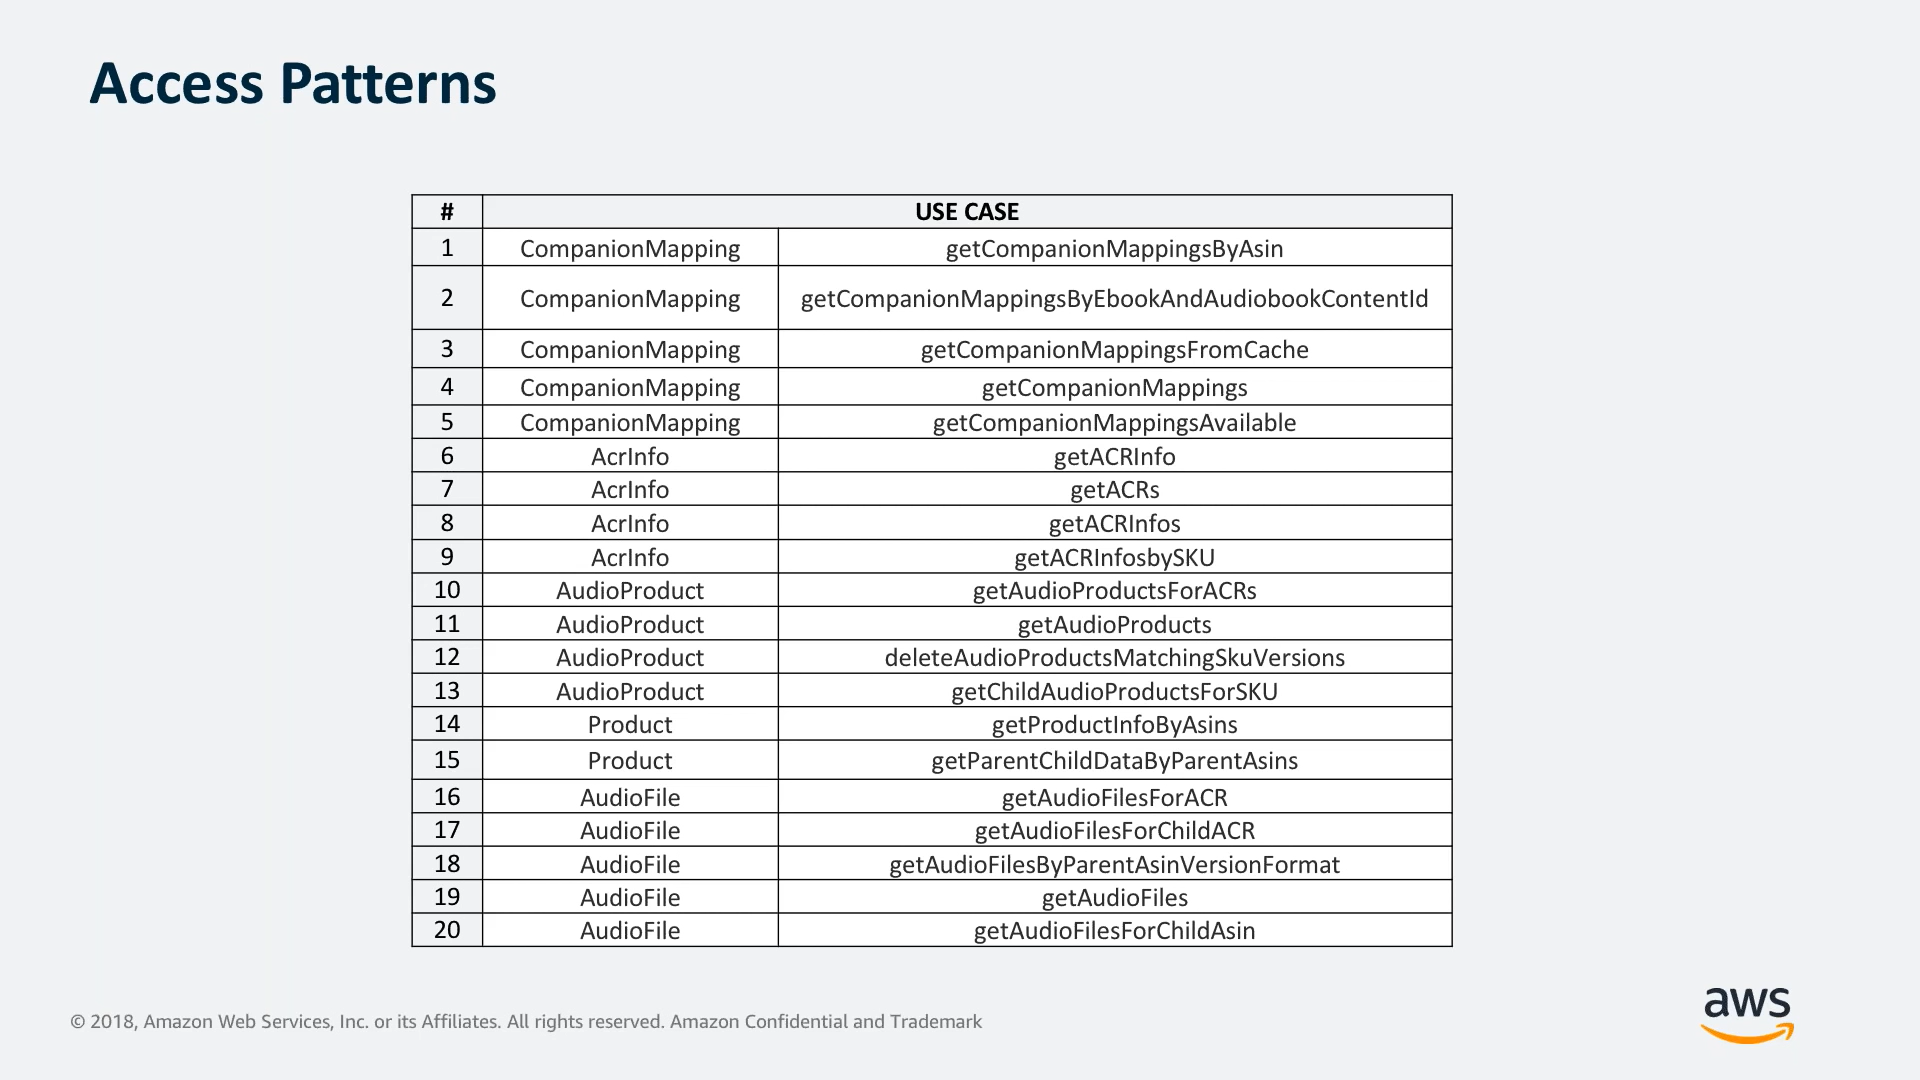 Access Patterns
# USE CASE
1 CompanionMapping getCompanionMappingsByAsin
2 CompanionMapping getCompanionMappingsByEbookAndAudiobookContentId
3 CompanionMapping getCompanionMappingsFromCache
4 CompanionMapping getCompanionMappings
5 CompanionMapping getCompanionMappingsAvailable
6 AcrInfo getACRInfo
7 AcrInfo getACRs
8 AcrInfo getACRInfos
9 AcrInfo getACRInfosbySKU
10 AudioProduct getAudioProductsForACRs
11 AudioProduct getAudioProducts
12 AudioProduct deleteAudioProductsMatchingSkuVersions
13 AudioProduct getChildAudioProductsForSKU
14 Product getProductInfoByAsins
15 Product getParentChildDataByParentAsins
16 AudioFile getAudioFilesForACR
17 AudioFile getAudioFilesForChildACR
18 AudioFile getAudioFilesByParentAsinVersionFormat
19 AudioFile getAudioFiles
20 AudioFile getAudioFilesForChildAsin
© 2018, Amazon Web Services, Inc. or its Affiliates. All rights reserved. Amazon Confidential and Trademark
aws